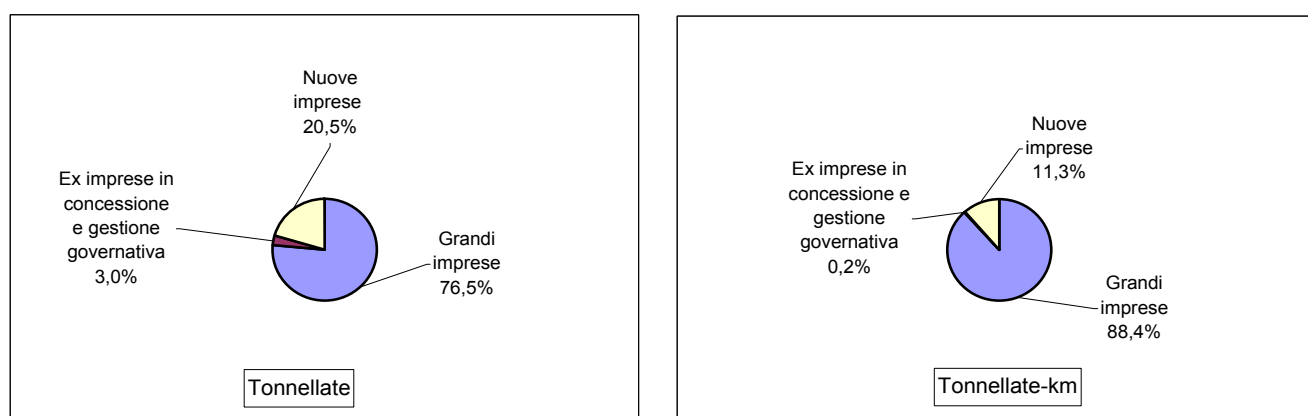 Nuove
imprese
20,5%
Ex imprese in
concessione
e gestione
governativa
3,0%
Grandi
imprese
76,5%
Tonnellate
Nuove
imprese
11,3%
Ex imprese in
concessione e
gestione
governativa
0,2%
Grandi
imprese
88,4%
Tonnellate-km